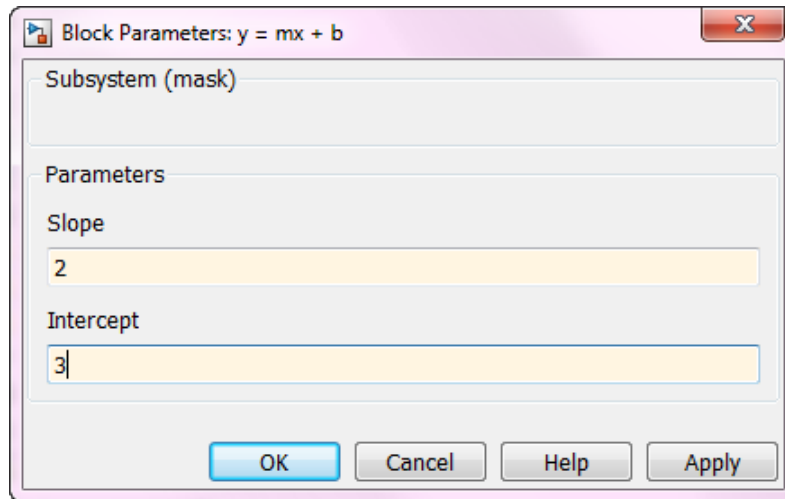 Block Parameters: y = mx + b
Subsystem (mask)
Parameters
Slope
2
Intercept
3
OK Cancel Help Apply